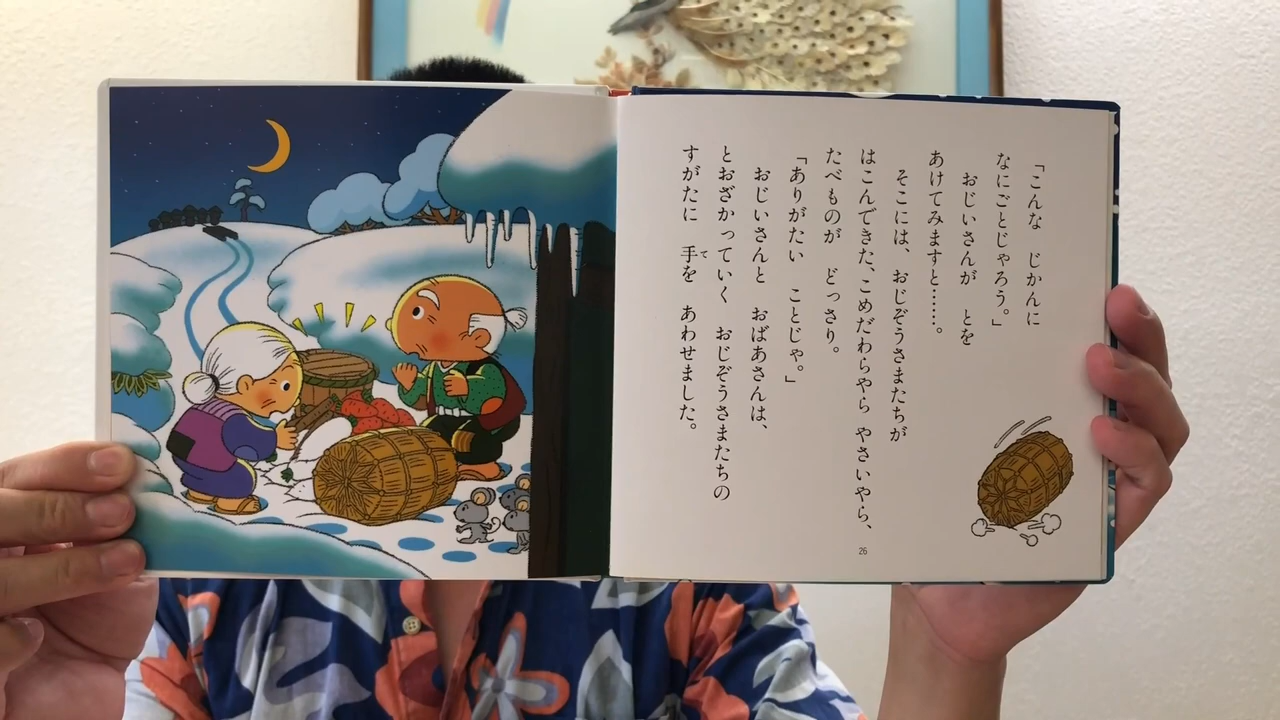 「こんな　じかんに
なにごとじゃろう。」
　おじいさんが　とを
あけてみますと……。
　そこには、おじぞうさまたちが
はこんできた、こめだわらやら　やさいやら、
たべものが　どっさり。
「ありがたい　ことじゃ。」
　おじいさんと　おばあさんは、
とおざかっていく　おじぞうさまたちの
すがたに　手を　あわせました。
て
26